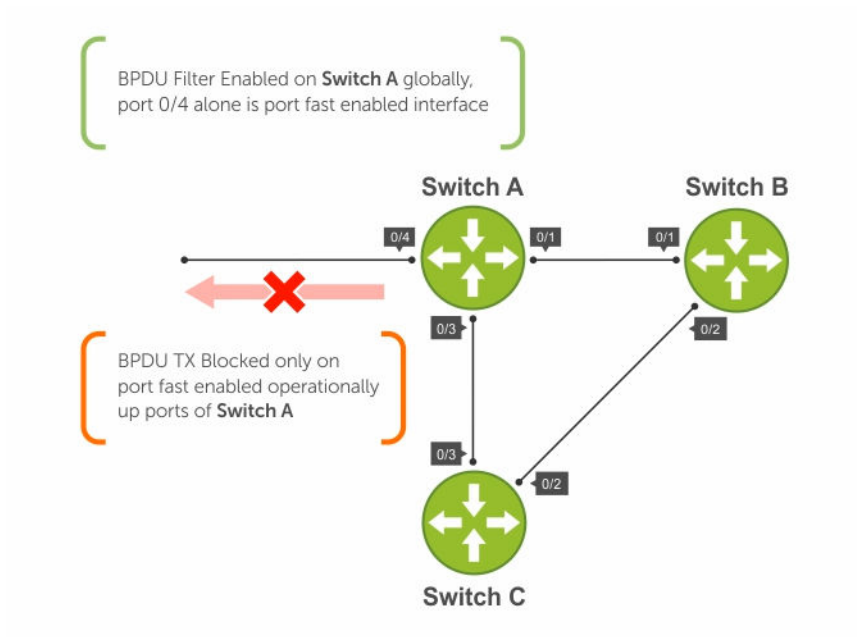 BPDU Filter Enabled on Switch A globally,
port 0/4 alone is port fast enabled interface
Switch A
Switch B
0/4
0/1
0/1
0/3
0/2
BPDU TX Blocked only on
port fast enabled operationally
up ports of Switch A
0/3
0/2
Switch C